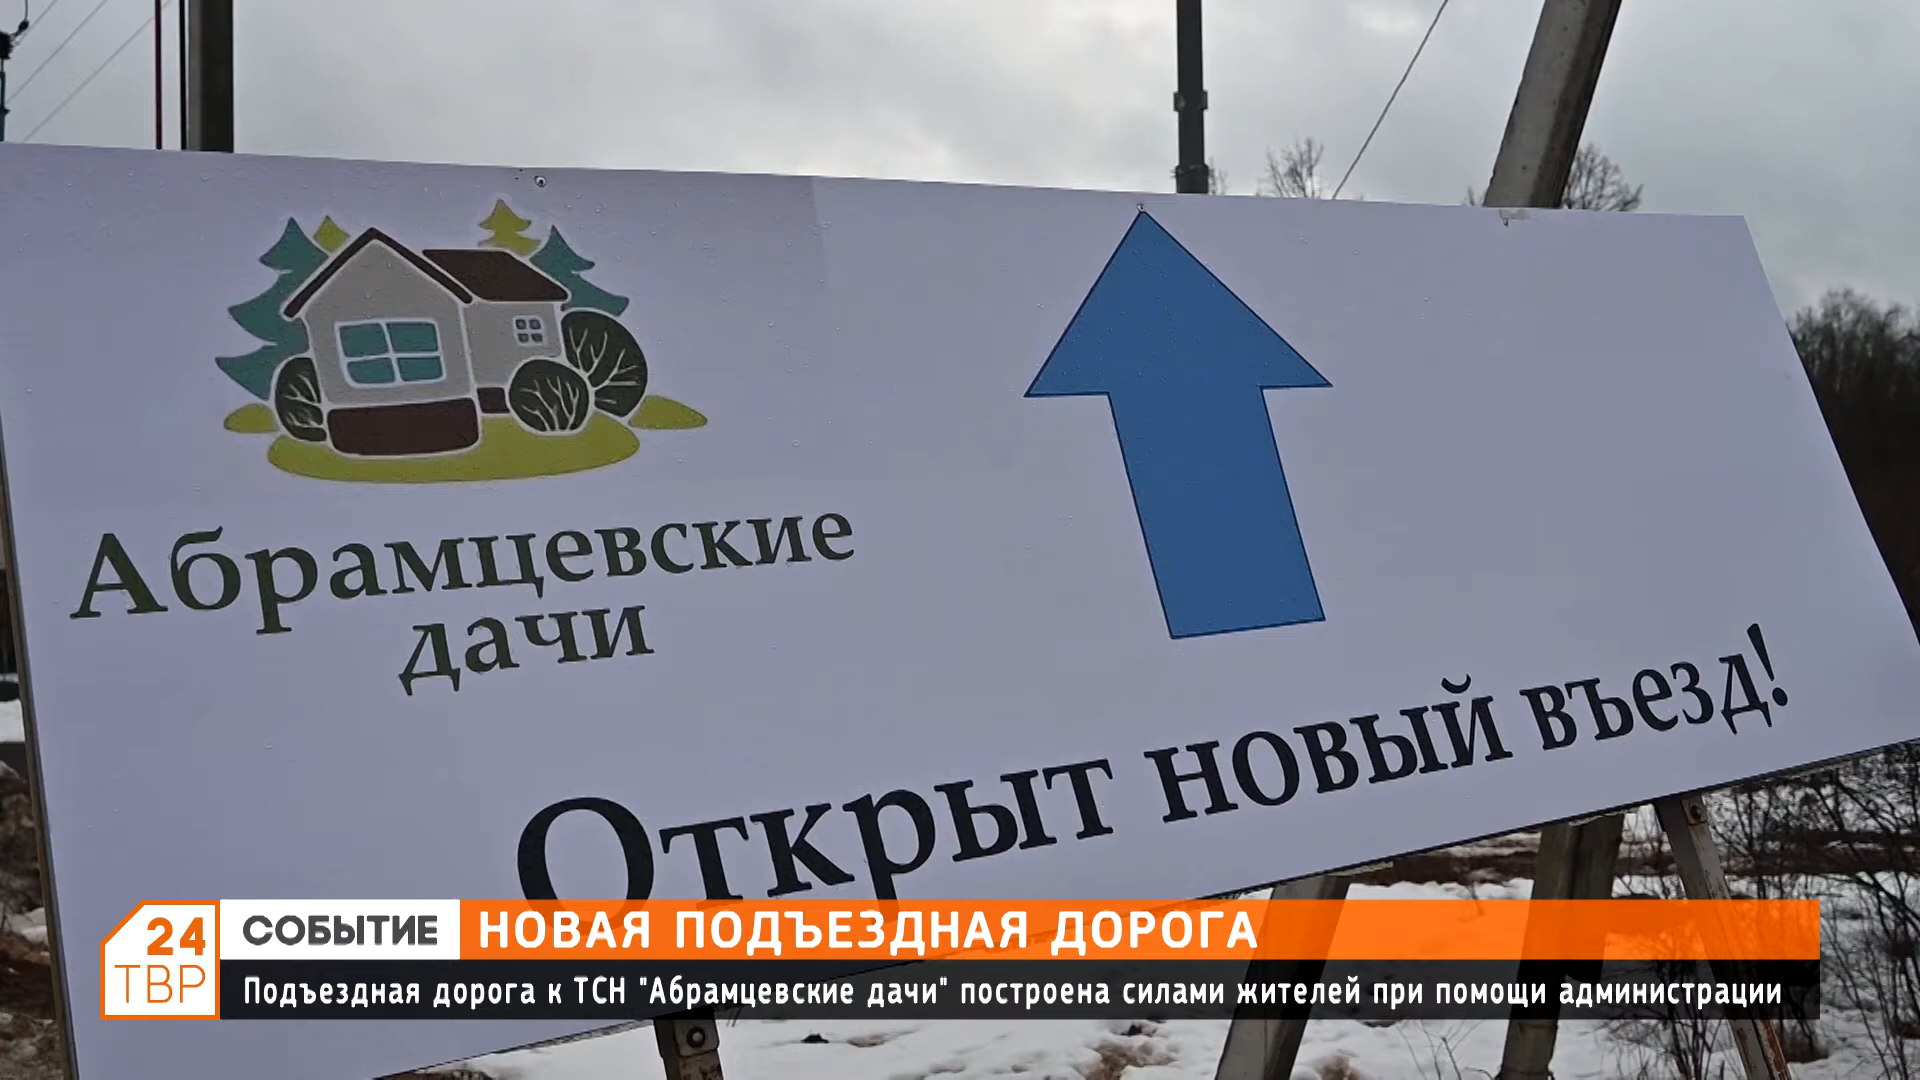 Абрамцевские
дачи
Открыт новый въезд!
24
ТВР
СОБЫТИЕ
НОВАЯ ПОДЪЕЗДНАЯ ДОРОГА
Подъездная дорога к ТСН "Абрамцевские дачи" построена силами жителей при помощи администрации